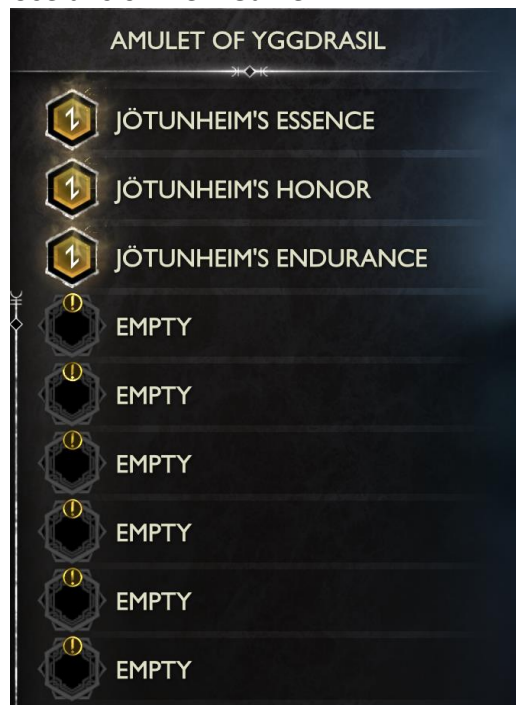 AMULET OF YGGDRASIL
JÖTUNHEIM'S ESSENCE
JÖTUNHEIM'S HONOR
JÖTUNHEIM'S ENDURANCE
EMPTY
EMPTY
EMPTY
EMPTY
EMPTY
EMPTY